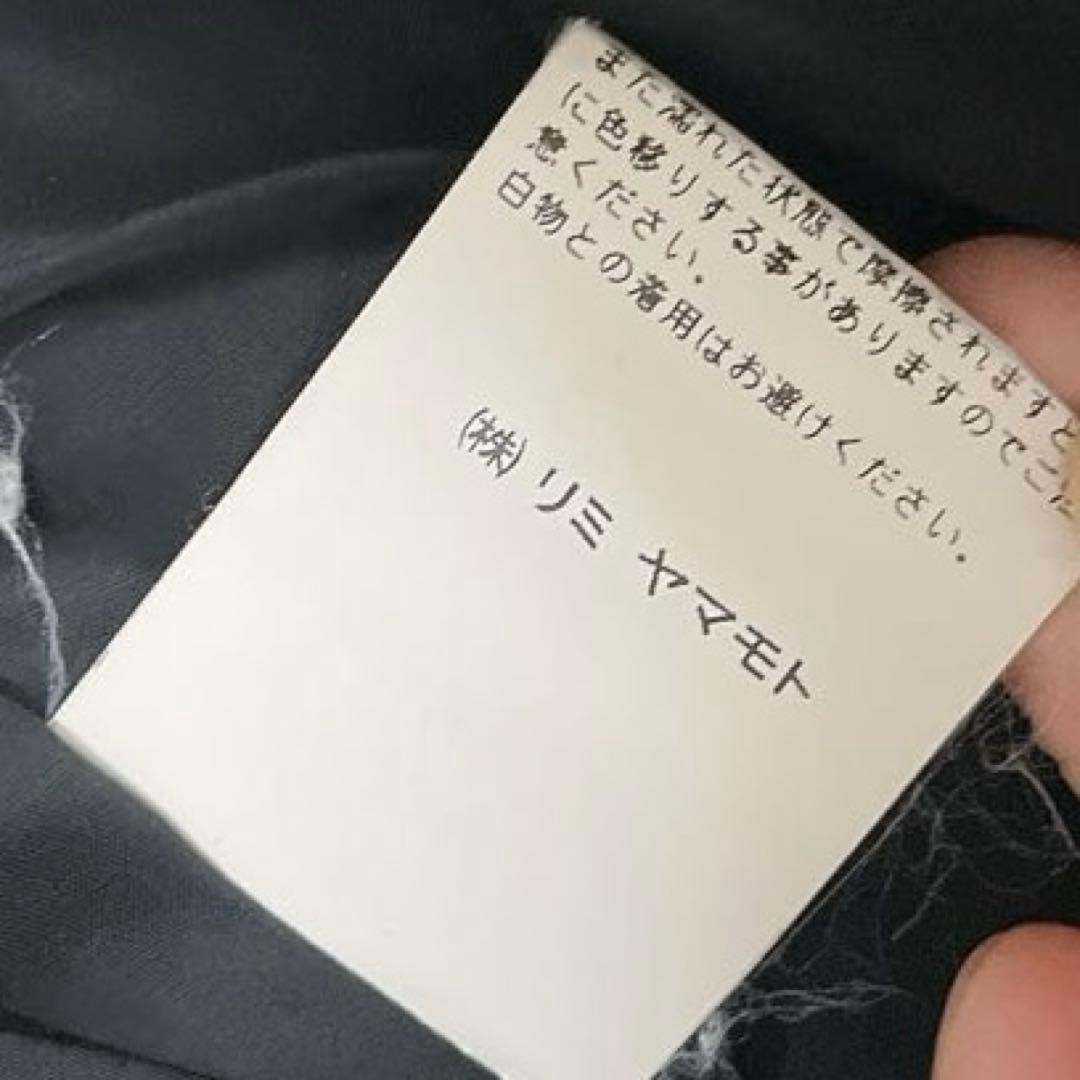 また濡れた状態で摩擦されますと
に色移りする事がありますのでご
意ください。
白物との着用はお避けください。
(株) リミ ヤマモト